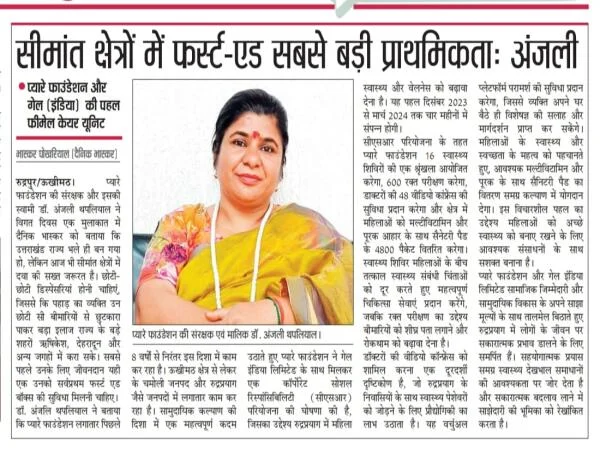 सीमांत क्षेत्रों में फर्स्ट-एड सबसे बड़ी प्राथमिकताः अंजली
• प्यारे फाउंडेशन और
गेल (इंडिया) की पहल
फीमेल केयर यूनिट
भास्कर पोखरियाल (दैनिक भास्कर)
रुद्रपुर/ऊखीमठ। प्यारे
फाउंडेशन की संरक्षक और इसकी
स्वामी डॉ. अंजली थपलियाल ने
विगत दिवस एक मुलाकात में
दैनिक भास्कर को बताया कि
उत्तराखंड राज्य भले ही बन गया
हो, लेकिन आज भी सीमांत क्षेत्रों में
दवा की सख्त जरूरत है। छोटी-
छोटी डिस्पेंसरियां होनी चाहिएं,
जिससे की पहाड़ का व्यक्ति उन
छोटी सी बीमारियों से छुटकारा
पाकर बड़ा इलाज राज्य के बड़े
शहरों ऋषिकेश, देहरादून और
अन्य जगहों में करा सके। सबसे
पहले उनके लिए जीवनदान यही
एक उनको सर्वप्रथम फर्स्ट एड
बॉक्स की सुविधा मिलनी चाहिए।
डॉ. अंजलि थपलियाल ने बताया
कि प्यारे फाउंडेशन लगातार पिछले
प्यारे फाउंडेशन की संरक्षक एवं मालिक डॉ. अंजली थपलियाल।
8 वर्षों से निरंतर इस दिशा में काम
कर रहा है। ऊखीमठ क्षेत्र से लेकर
के चमोली जनपद और रुद्रप्रयाग
जैसे जनपदों में लगातार काम कर
रहा है। सामुदायिक कल्याण की
दिशा में एक महत्वपूर्ण कदम
उठाते हुए प्यारे फाउंडेशन ने गेल
इंडिया लिमिटेड के साथ मिलकर
एक कॉर्पोरेट सोशल
रिस्पॉसिबिलिटी (सीएसआर)
परियोजना की घोषणा की है,
जिसका उद्देश्य रुद्रप्रयाग में महिला
स्वास्थ्य और वेलनेस को बढ़ावा
देना है। यह पहल दिसंबर 2023
से मार्च 2024 तक चार महीनों में
संपन्न होगी।
सीएसआर परियोजना के तहत
प्यारे फाउंडेशन 16 स्वास्थ्य
शिविरों की एक श्रृंखला आयोजित
करेगा, 600 रक्त परीक्षण करेगा,
डाक्टरों की 48 वीडियो कांफ्रेंस की
सुविधा प्रदान करेगा और क्षेत्र में
महिलाओं को मल्टीविटामिन और
पूरक आहार के साथ सैनेटरी पैड
के 4800 पैकेट वितरित करेगा।
स्वास्थ्य शिविर महिलाओं के बीच
तत्काल स्वास्थ्य संबंधी चिंताओं
को दूर करते हुए महत्वपूर्ण
चिकित्सा सेवाएं प्रदान करेंगे,
जबकि रक्त परीक्षण का उद्देश्य
बीमारियों को शीघ्र पता लगाने और
रोकथाम को बढ़ावा देना है।
डॉक्टरों की वीडियो कॉन्फ्रेंस को
शामिल करना एक दूरदर्शी
दृष्टिकोण है, जो रुद्रप्रयाग के
निवासियों के साथ स्वास्थ्य पेशेवरों
को जोड़ने के लिए प्रौद्योगिकी का
लाभ उठाता है। यह वर्चुअल
प्लेटफॉर्म परामर्श की सुविधा प्रदान
करेगा, जिससे व्यक्ति अपने घर
बैठे ही विशेषज्ञ की सलाह और
मार्गदर्शन प्राप्त कर सकेंगे।
महिलाओं के स्वास्थ्य और
स्वच्छता के महत्व को पहचानते
हुए, आवश्यक मल्टीविटामिन और
पूरक के साथ सैनिटरी पैड का
वितरण समग्र कल्याण में योगदान
देगा। इस विचारशील पहल का
उद्देश्य महिलाओं को अच्छे
स्वास्थ्य को बनाए रखने के लिए
आवश्यक संसाधनों के साथ
सशक्त बनाना है।
प्यारे फाउंडेशन और गेल इंडिया
लिमिटेड सामाजिक जिम्मेदारी और
सामुदायिक विकास के अपने साझा
मूल्यों के साथ तालमेल बिठाते हुए
रुद्रप्रयाग में लोगों के जीवन पर
सकारात्मक प्रभाव डालने के लिए
समर्पित हैं। सहयोगात्मक प्रयास
समग्र स्वास्थ्य देखभाल समाधानों
की आवश्यकता पर जोर देता है
और सकारात्मक बदलाव लाने में
साझेदारी की भूमिका को रेखांकित
करता है।